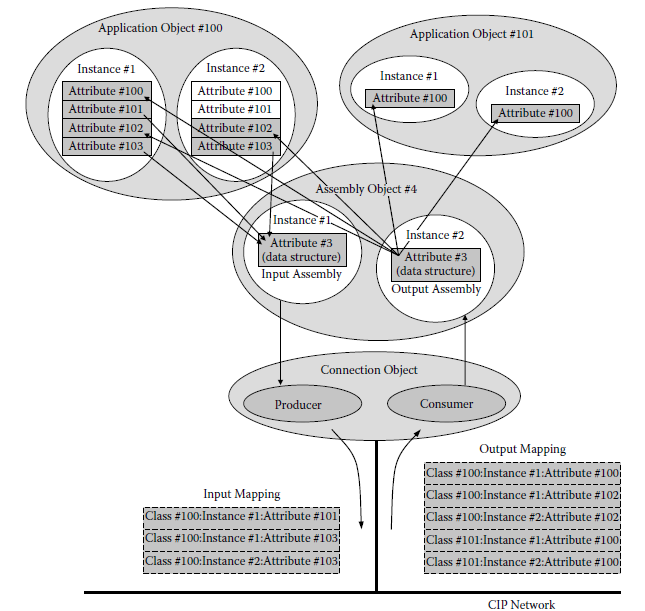 Application Object #100
Application Object #101
Instance #1
Instance #2
Attribute #100
Attribute #101
Attribute #102
Attribute #103
Attribute #100
Attribute #101
Attribute #102
Attribute #103
Instance #1
Attribute #100
Instance #2
Attribute #100
Assembly Object #4
Instance #1
Attribute #3
(data structure)
Input Assembly
Instance #2
Attribute #3
(data structure)
Output Assembly
Connection Object
Producer
Consumer
Input Mapping
Class #100:Instance #1:Attribute #101
Class #100:Instance #1:Attribute #103
Class #100:Instance #2:Attribute #103
Output Mapping
Class #100:Instance #1:Attribute #100
Class #100:Instance #1:Attribute #102
Class #100:Instance #2:Attribute #102
Class #101:Instance #1:Attribute #100
Class #101:Instance #2:Attribute #100
CIP Network